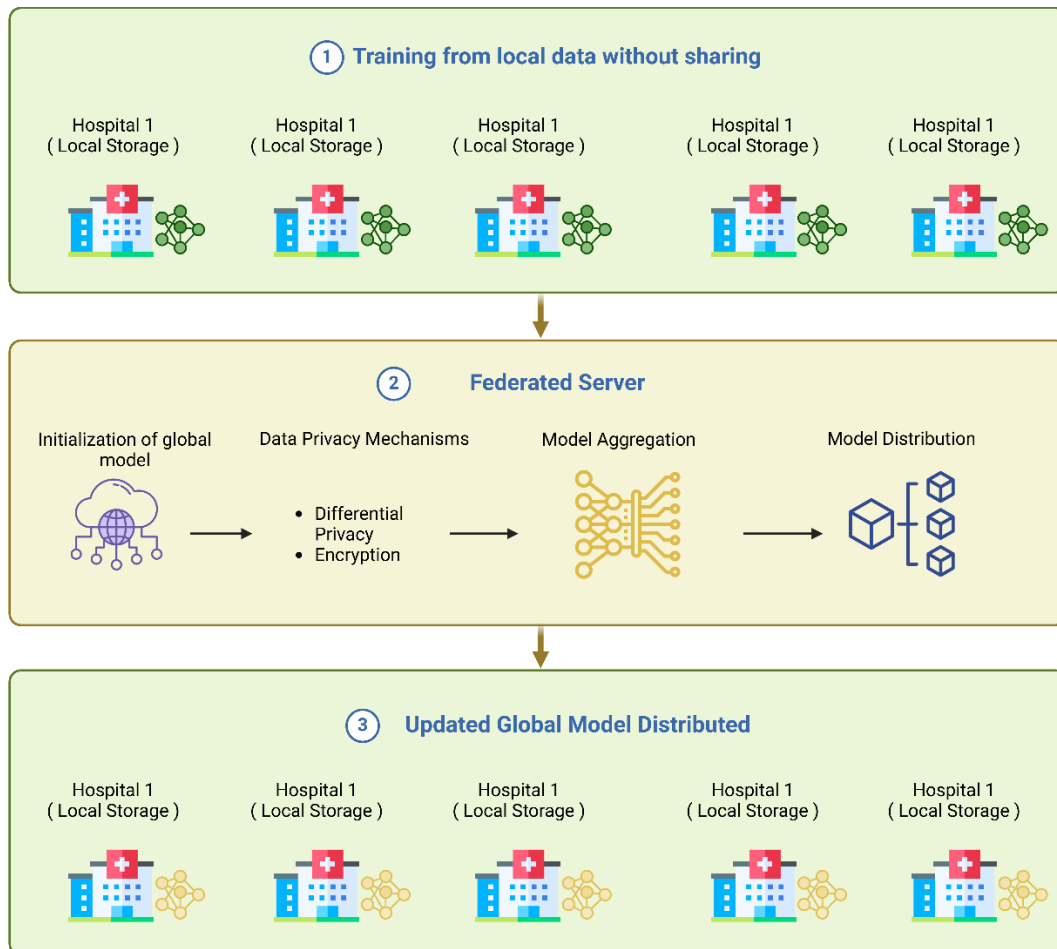 1 Training from local data without sharing
Hospital 1 Hospital 1 Hospital 1 Hospital 1 Hospital 1
( Local Storage ) ( Local Storage ) ( Local Storage ) ( Local Storage ) ( Local Storage )
2 Federated Server
Initialization of global
model
Data Privacy Mechanisms
• Differential
Privacy
• Encryption
Model Aggregation
Model Distribution
3 Updated Global Model Distributed
Hospital 1 Hospital 1 Hospital 1 Hospital 1 Hospital 1
( Local Storage ) ( Local Storage ) ( Local Storage ) ( Local Storage ) ( Local Storage )